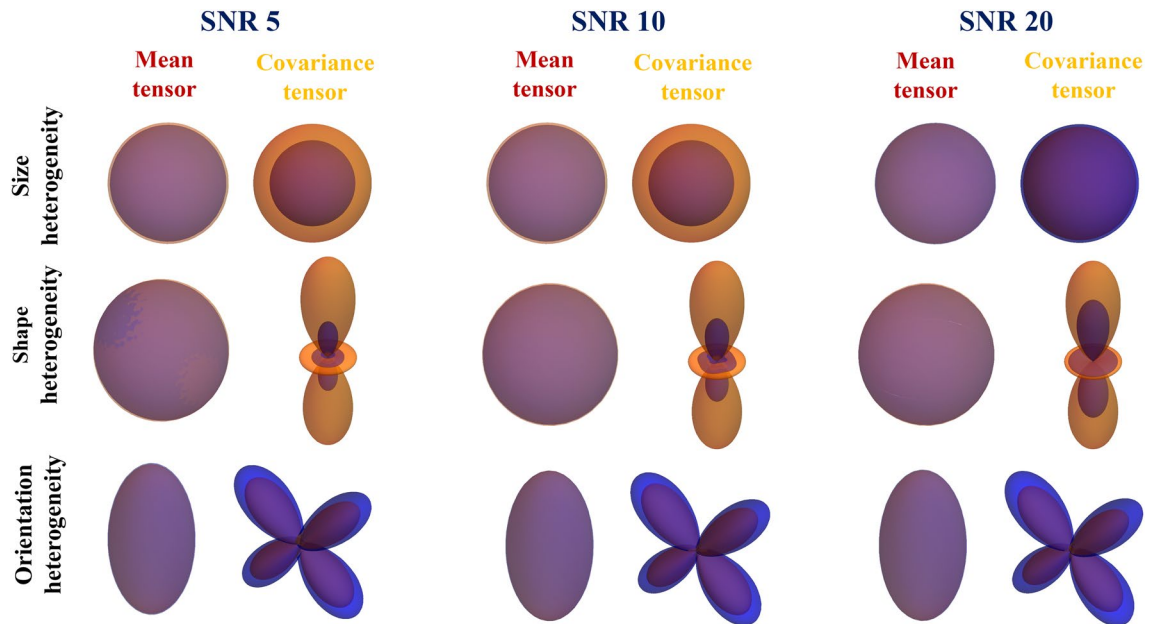 SNR 5
SNR 10
SNR 20
Mean
tensor
Covariance
tensor
Mean
tensor
Covariance
tensor
Mean
tensor
Covariance
tensor
Size
heterogeneity
Shape
heterogeneity
Orientation
heterogeneity